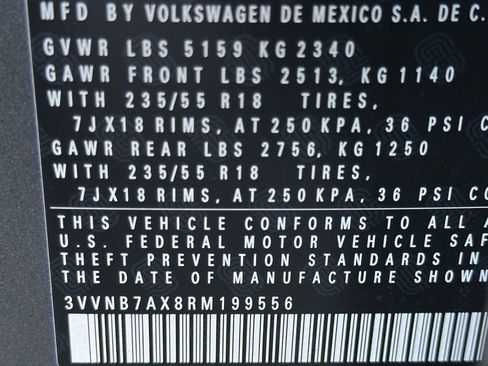 MFD BY VOLKSWAGEN DE MEXICO S.A. DE C.
GVWR LBS 5159 KG 2340
GAWR FRONT LBS 2513, KG 1140
WITH 235/55 R18 TIRES,
7JX18 RIMS, AT 250 KPA, 36 PSI C
GAWR REAR LBS 2756, KG 1250
WITH 235/55 R18 TIRES,
7JX18 RIMS, AT 250 KPA, 36 PSI CO
THIS VEHICLE CONFORMS TO ALL A
U.S. FEDERAL MOTOR VEHICLE SAF
THEFT PREVENTION STANDARDS IN
THE DATE OF MANUFACTURE SHOWN
3VVNB7AX8RM199556